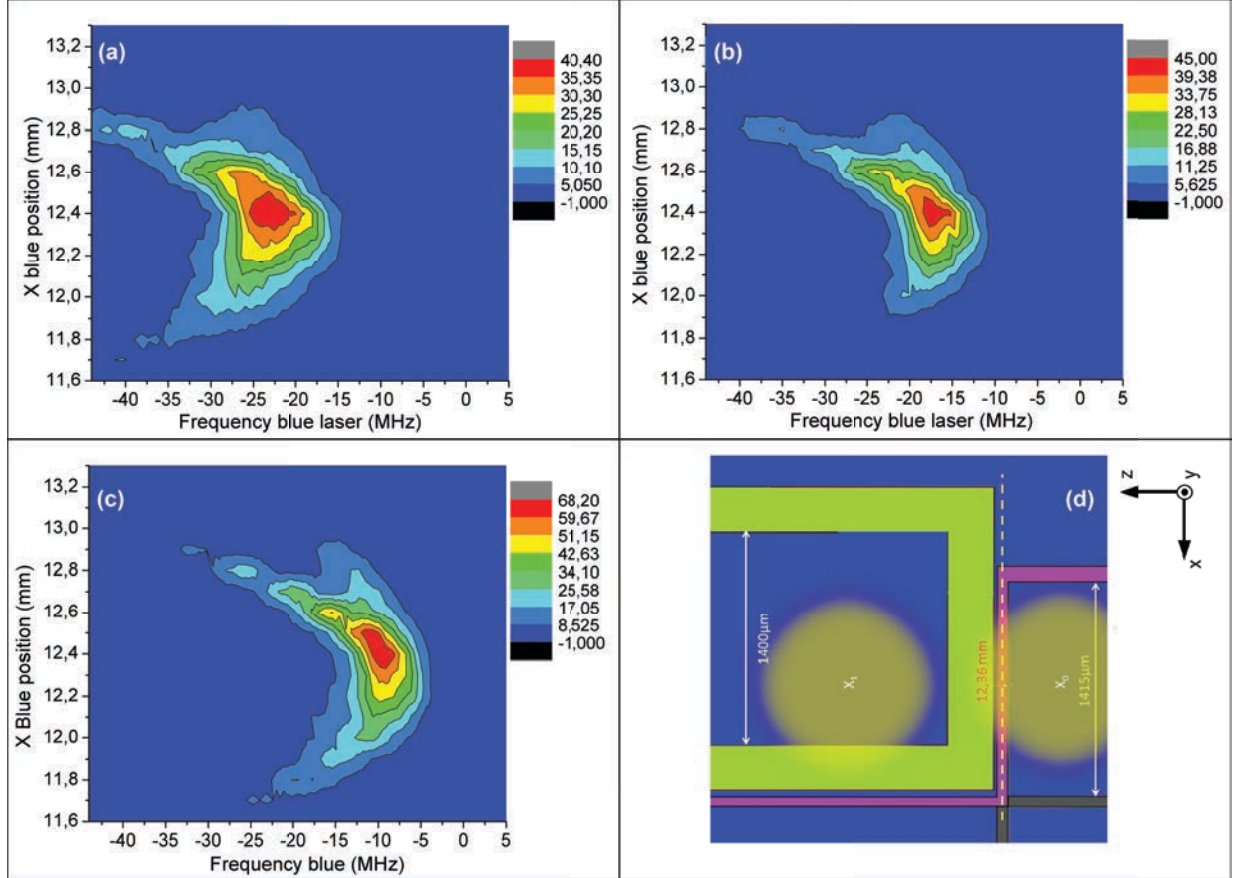 (a)
13,2
13,0
12,8
12,6
12,4
12,2
12,0
11,8
11,6
X blue position (mm)
-40 -35 -30 -25 -20 -15 -10 -5 0 5
Frequency blue laser (MHz)
40,40
35,35
30,30
25,25
20,20
15,15
10,10
5,050
-1,000
(b)
13,2
13,0
12,8
12,6
12,4
12,2
12,0
11,8
11,6
X blue position (mm)
-40 -35 -30 -25 -20 -15 -10 -5 0 5
Frequency blue laser (MHz)
45,00
39,38
33,75
28,13
22,50
16,88
11,25
5,625
-1,000
(c)
13,2
13,0
12,8
12,6
12,4
12,2
12,0
11,8
11,6
X Blue position (mm)
-40 -35 -30 -25 -20 -15 -10 -5 0 5
Frequency blue (MHz)
68,20
59,67
51,15
42,63
34,10
25,58
17,05
8,525
-1,000
(d)
1400µm
X₁
12,36 mm
X₀
1415µm
z
y
x